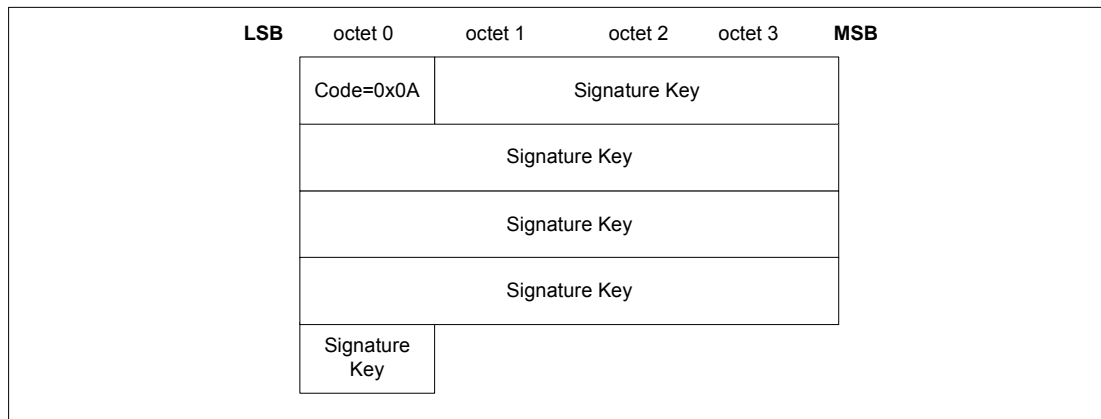 LSB octet 0 octet 1 octet 2 octet 3 MSB
Code=0x0A Signature Key
Signature Key
Signature Key
Signature Key
Signature
Key